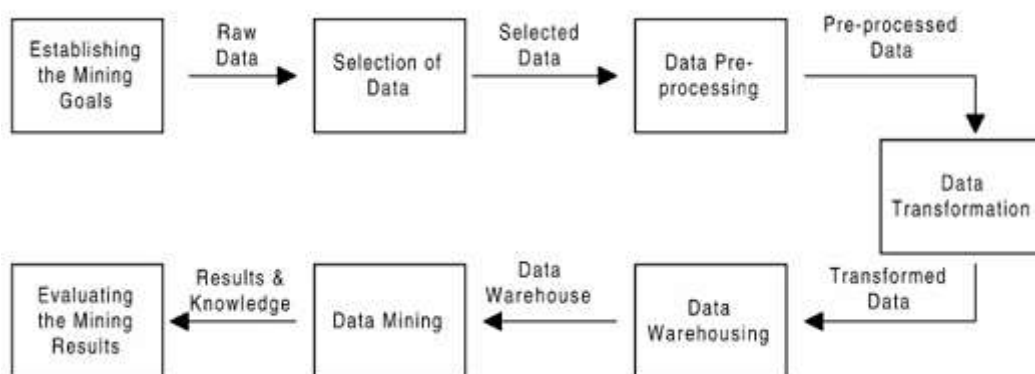 Establishing
the Mining
Goals
Raw
Data
Selection of
Data
Selected
Data
Data Pre-
processing
Pre-processed
Data
Data
Transformation
Transformed
Data
Data
Warehousing
Data
Warehouse
Data Mining
Results &
Knowledge
Evaluating
the Mining
Results